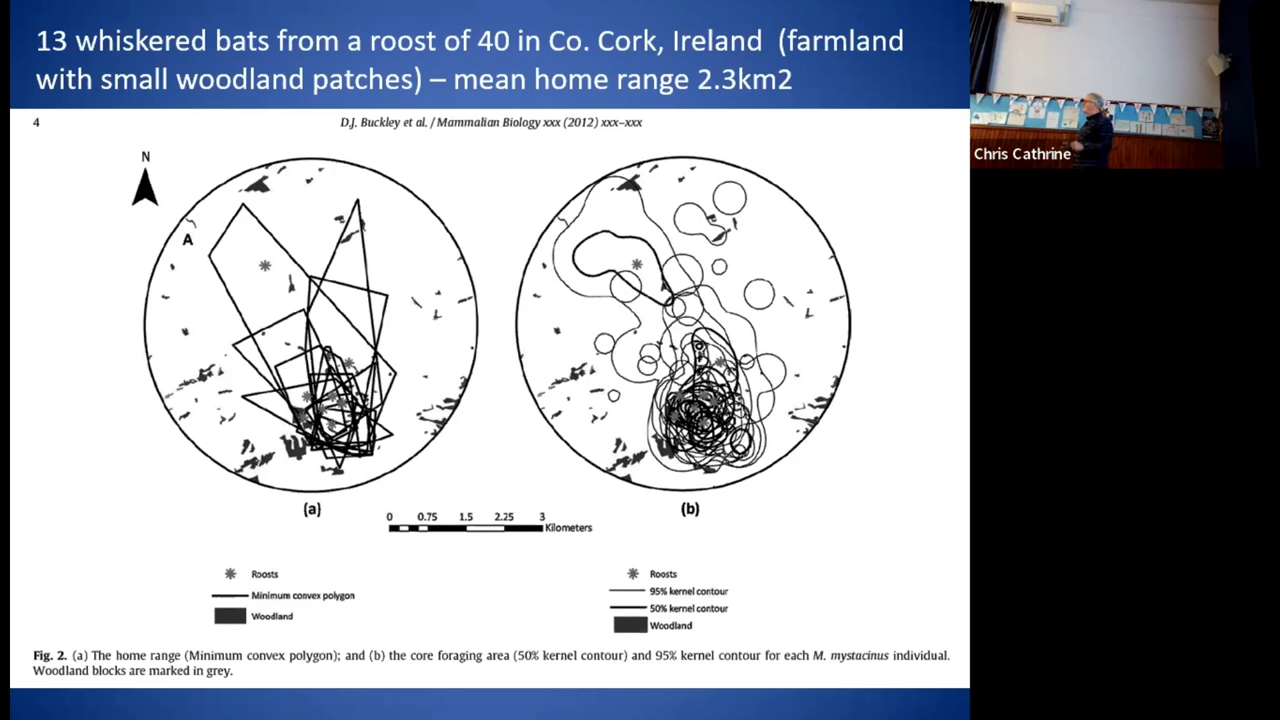 13 whiskered bats from a roost of 40 in Co. Cork, Ireland (farmland
with small woodland patches) – mean home range 2.3km2
4
D.J. Buckley et al. / Mammalian Biology xxx (2012) xxx–xxx
N
A
(a)
(b)
0 0.75 1.5 2.25 3
Kilometers
Roosts
Minimum convex polygon
Woodland
Roosts
95% kernel contour
50% kernel contour
Woodland
Fig. 2. (a) The home range (Minimum convex polygon); and (b) the core foraging area (50% kernel contour) and 95% kernel contour for each M. mystacinus individual.
Woodland blocks are marked in grey.
Chris Cathrine